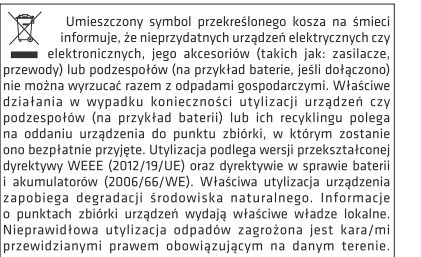 Umieszczony symbol przekreślonego kosza na śmieci
informuje, że nieprzydatnych urządzeń elektrycznych czy
elektronicznych, jego akcesoriów (takich jak: zasilacze,
przewody) lub podzespołów (na przykład baterie, jeśli dołączono)
nie można wyrzucać razem z odpadami gospodarczymi. Właściwe
działania w wypadku konieczności utylizacji urządzeń czy
podzespołów (na przykład baterii) lub ich recyklingu polega
na oddaniu urządzenia do punktu zbiórki, w którym zostanie
ono bezpłatnie przyjęte. Utylizacja podlega wersji przekształconej
dyrektywy WEEE (2012/19/UE) oraz dyrektywie w sprawie baterii
i akumulatorów (2006/66/WE). Właściwa utylizacja urządzenia
zapobiega degradacji środowiska naturalnego. Informacje
o punktach zbiórki urządzeń wydają właściwe władze lokalne.
Nieprawidłowa utylizacja odpadów zagrożona jest kara/mi
przewidzianymi prawem obowiązującym na danym terenie.